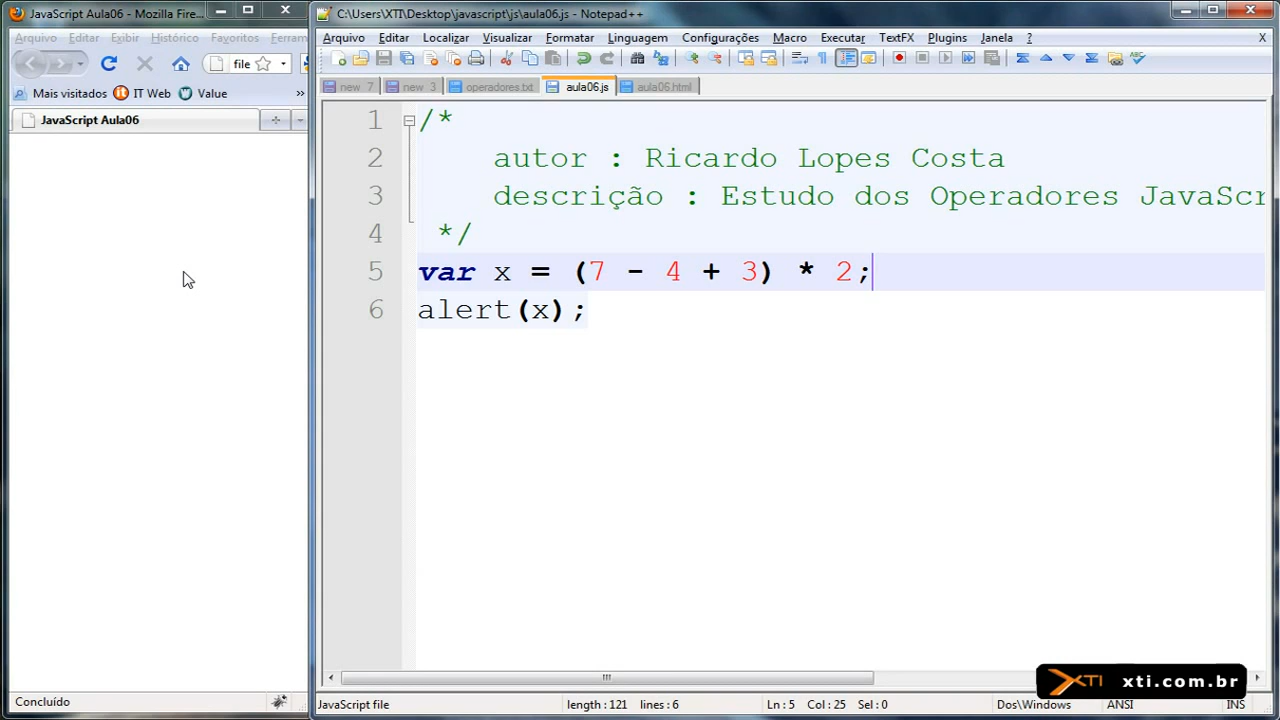 JavaScript Aula06 - Mozilla Fire...
Arquivo Editar Exibir Histórico Favoritos Ferram
file
Mais visitados IT Web Value »
JavaScript Aula06
Concluído
C:\Users\XTI\Desktop\javascript\js\aula06.js - Notepad++
Arquivo Editar Localizar Visualizar Formatar Linguagem Configurações Macro Executar TextFX Plugins Janela ? X
new 7 new 3 operadores.txt aula06.js aula06.html
1 /*
2 autor : Ricardo Lopes Costa
3 descrição : Estudo dos Operadores JavaScr
4 */
5 var x = (7 - 4 + 3) * 2;
6 alert(x);
XTI xti.com.br
JavaScript file length : 121 lines : 6 Ln : 5 Col : 25 Sel : 0 Dos\Windows ANSI INS